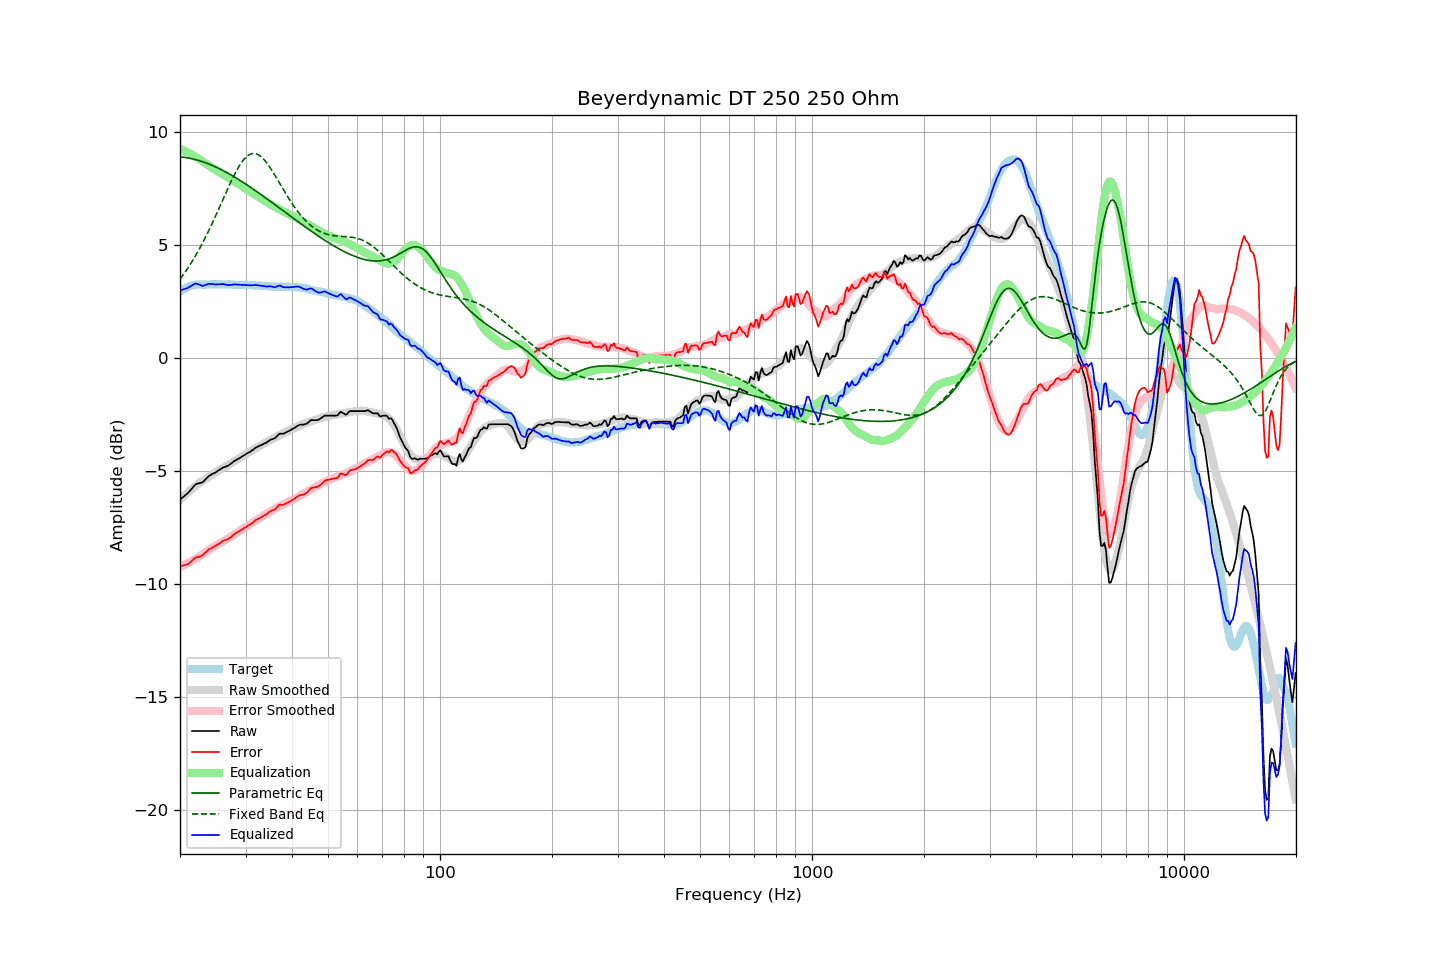 Beyerdynamic DT 250 250 Ohm
10
5
0
−5
−10
−15
−20
Amplitude (dBr)
Target
Raw Smoothed
Error Smoothed
Raw
Error
Equalization
Parametric Eq
Fixed Band Eq
Equalized
100
1000
10000
Frequency (Hz)